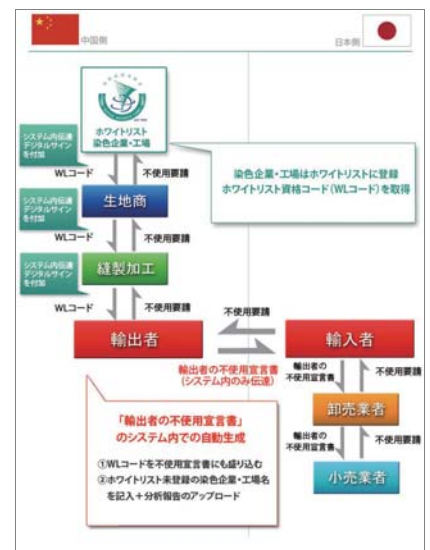 中国側
日本側
ホワイトリスト
染色企業・工場
システム内伝達
デジタルサイン
を付加
WLコード
不使用要請
染色企業・工場はホワイトリストに登録
ホワイトリスト資格コード(WLコード)を取得
システム内伝達
デジタルサイン
を付加
生地商
WLコード
不使用要請
システム内伝達
デジタルサイン
を付加
縫製加工
WLコード
不使用要請
不使用要請
輸出者
輸入者
輸出者の不使用宣言書
(システム内のみ伝達)
輸出者の
不使用宣言書
不使用要請
卸売業者
輸出者の
不使用宣言書
不使用要請
小売業者
「輸出者の不使用宣言書」
のシステム内での自動生成
①WLコードを不使用宣言書にも盛り込む
②ホワイトリスト未登録の染色企業・工場名
を記入+分析報告のアップロード